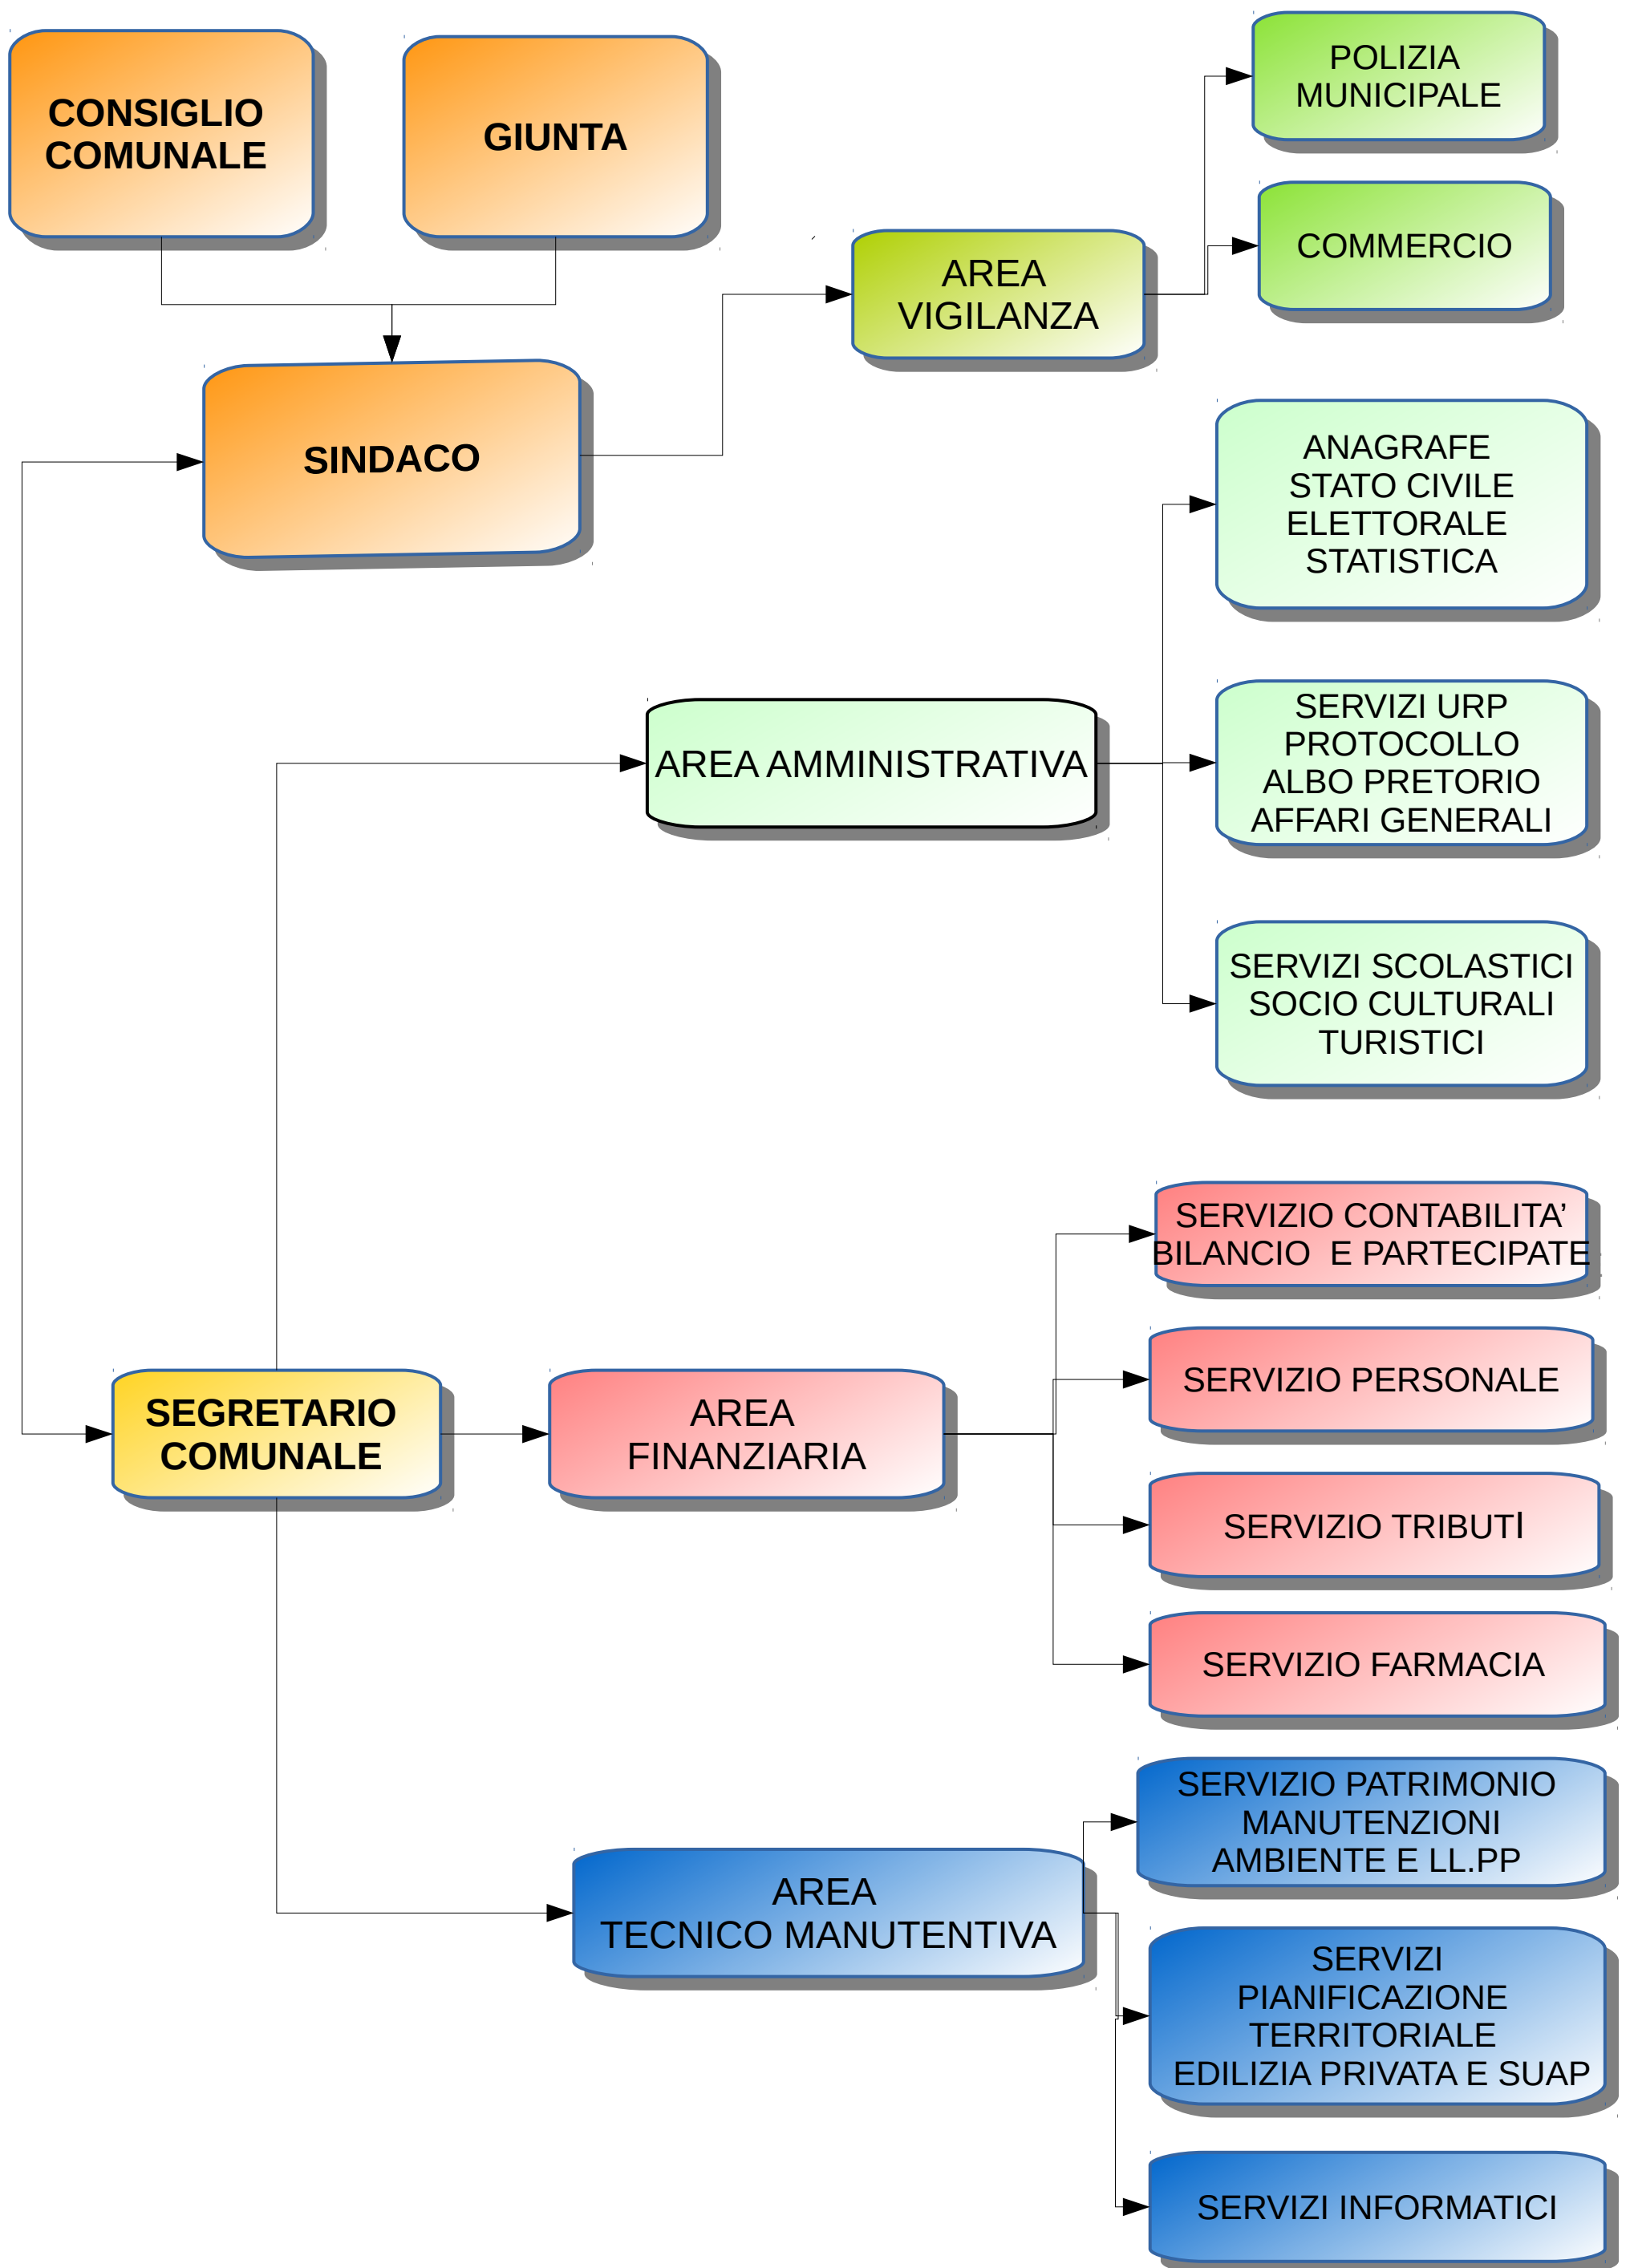 CONSIGLIO
COMUNALE
GIUNTA
POLIZIA
MUNICIPALE
COMMERCIO
AREA
VIGILANZA
SINDACO
ANAGRAFE
STATO CIVILE
ELETTORALE
STATISTICA
AREA AMMINISTRATIVA
SERVIZI URP
PROTOCOLLO
ALBO PRETORIO
AFFARI GENERALI
SERVIZI SCOLASTICI
SOCIO CULTURALI
TURISTICI
SEGRETARIO
COMUNALE
AREA
FINANZIARIA
SERVIZIO CONTABILITA’
BILANCIO  E PARTECIPATE
SERVIZIO PERSONALE
SERVIZIO TRIBUTI
SERVIZIO FARMACIA
AREA
TECNICO MANUTENTIVA
SERVIZIO PATRIMONIO
MANUTENZIONI
AMBIENTE E LL.PP
SERVIZI
PIANIFICAZIONE
TERRITORIALE
EDILIZIA PRIVATA E SUAP
SERVIZI INFORMATICI